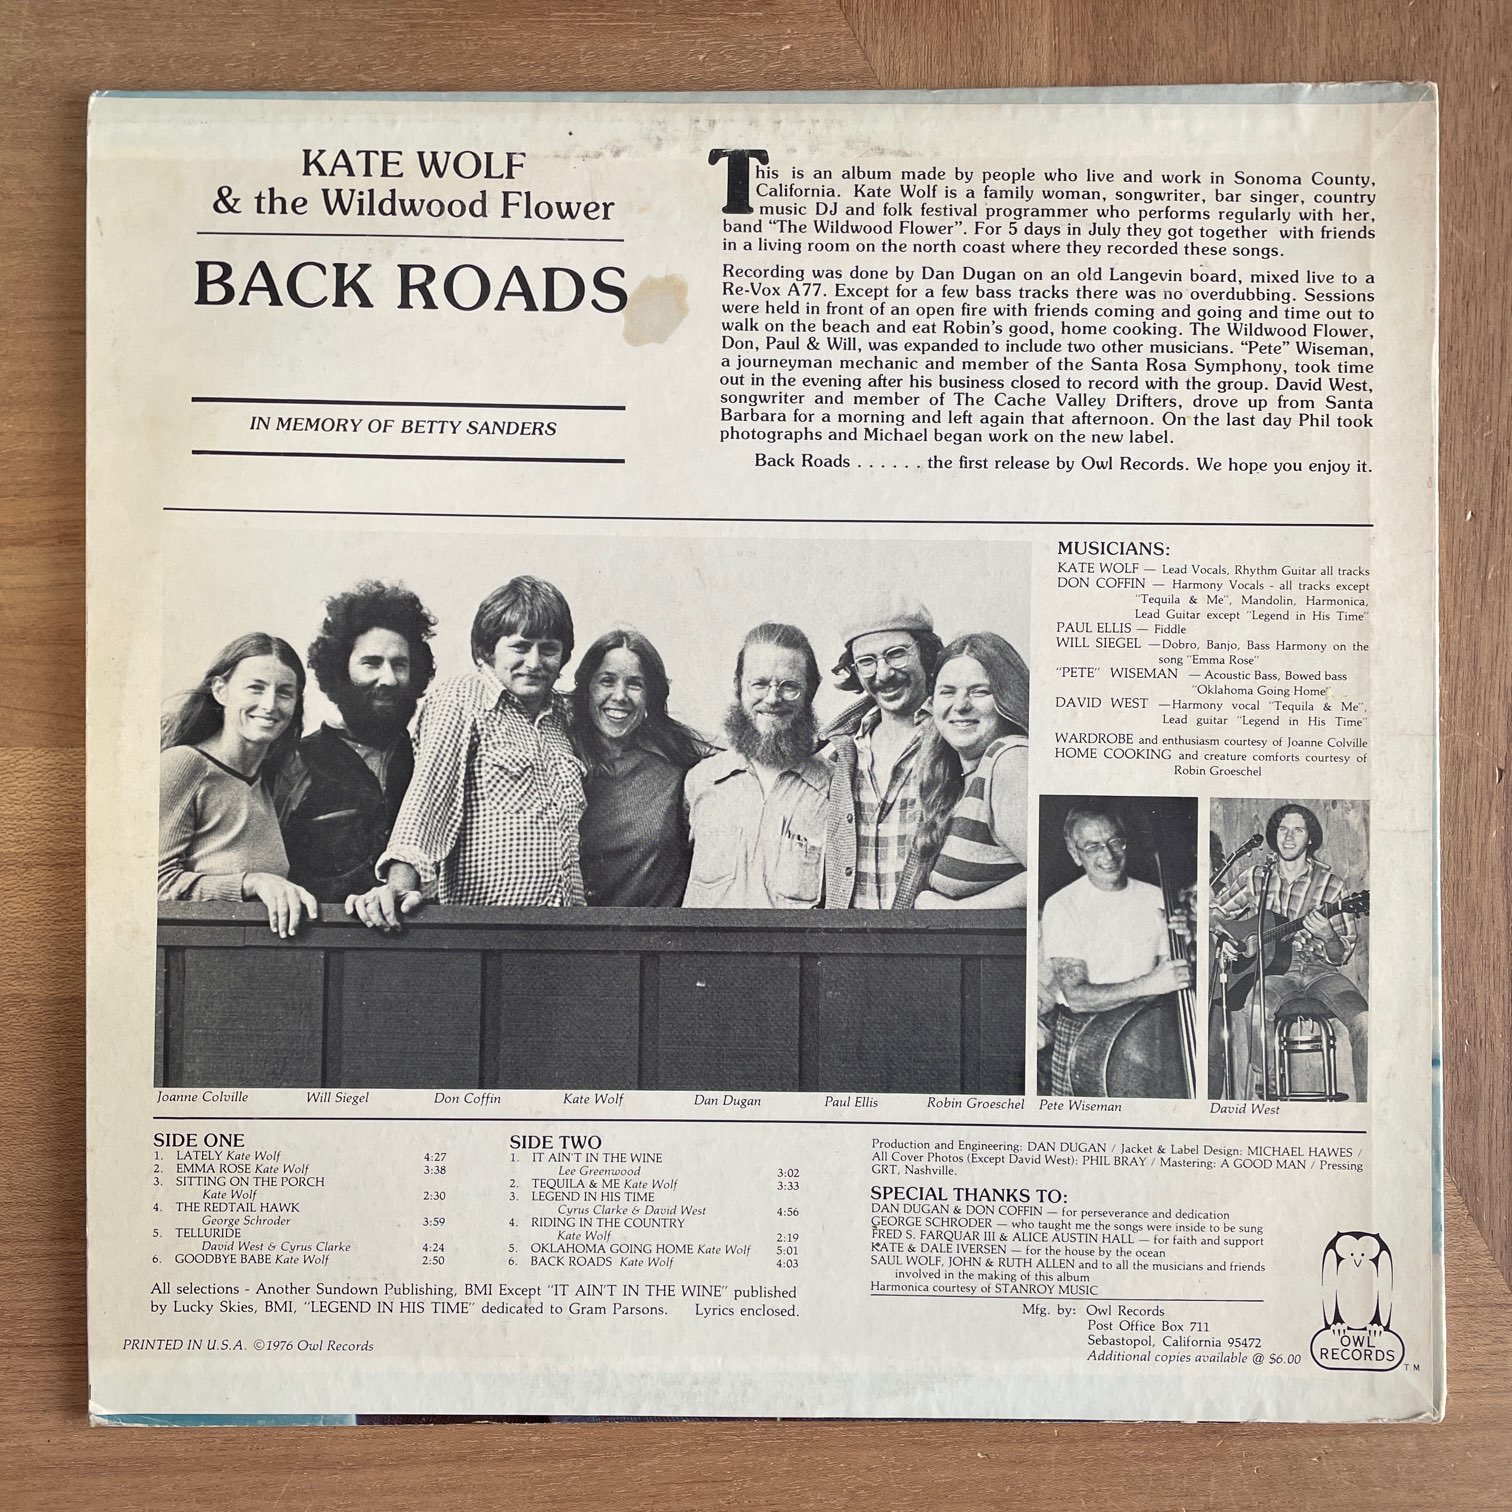 KATE WOLF
& the Wildwood Flower
BACK ROADS
IN MEMORY OF BETTY SANDERS
This is an album made by people who live and work in Sonoma County,
California. Kate Wolf is a family woman, songwriter, bar singer, country
music DJ and folk festival programmer who performs regularly with her,
band “The Wildwood Flower”. For 5 days in July they got together with friends
in a living room on the north coast where they recorded these songs.
Recording was done by Dan Dugan on an old Langevin board, mixed live to a
Re-Vox A77. Except for a few bass tracks there was no overdubbing. Sessions
were held in front of an open fire with friends coming and going and time out to
walk on the beach and eat Robin’s good, home cooking. The Wildwood Flower,
Don, Paul & Will, was expanded to include two other musicians. “Pete” Wiseman,
a journeyman mechanic and member of the Santa Rosa Symphony, took time
out in the evening after his business closed to record with the group. David West,
songwriter and member of The Cache Valley Drifters, drove up from Santa
Barbara for a morning and left again that afternoon. On the last day Phil took
photographs and Michael began work on the new label.
Back Roads . . . . . . the first release by Owl Records. We hope you enjoy it.
MUSICIANS:
KATE WOLF — Lead Vocals, Rhythm Guitar all tracks
DON COFFIN — Harmony Vocals - all tracks except
“Tequila & Me”, Mandolin, Harmonica,
Lead Guitar except “Legend in His Time”
PAUL ELLIS — Fiddle
WILL SIEGEL —Dobro, Banjo, Bass Harmony on the
song “Emma Rose”
“PETE” WISEMAN — Acoustic Bass, Bowed bass
“Oklahoma Going Home”
DAVID WEST —Harmony vocal “Tequila & Me”,
Lead guitar “Legend in His Time”
WARDROBE and enthusiasm courtesy of Joanne Colville
HOME COOKING and creature comforts courtesy of
Robin Groeschel
Joanne Colville Will Siegel Don Coffin Kate Wolf Dan Dugan Paul Ellis Robin Groeschel Pete Wiseman David West
SIDE ONE
1. LATELY Kate Wolf 4:27
2. EMMA ROSE Kate Wolf 3:38
3. SITTING ON THE PORCH
Kate Wolf 2:30
4. THE REDTAIL HAWK
George Schroder 3:59
5. TELLURIDE
David West & Cyrus Clarke 4:24
6. GOODBYE BABE Kate Wolf 2:50
SIDE TWO
1. IT AIN’T IN THE WINE
Lee Greenwood 3:02
2. TEQUILA & ME Kate Wolf 3:33
3. LEGEND IN HIS TIME
Cyrus Clarke & David West 4:56
4. RIDING IN THE COUNTRY
Kate Wolf 2:19
5. OKLAHOMA GOING HOME Kate Wolf 5:01
6. BACK ROADS Kate Wolf 4:03
All selections - Another Sundown Publishing, BMI Except “IT AIN’T IN THE WINE” published
by Lucky Skies, BMI, “LEGEND IN HIS TIME” dedicated to Gram Parsons. Lyrics enclosed.
PRINTED IN U.S.A. ©1976 Owl Records
Production and Engineering: DAN DUGAN / Jacket & Label Design: MICHAEL HAWES /
All Cover Photos (Except David West): PHIL BRAY / Mastering: A GOOD MAN / Pressing
GRT, Nashville.
SPECIAL THANKS TO:
DAN DUGAN & DON COFFIN — for perseverance and dedication
GEORGE SCHRODER — who taught me the songs were inside to be sung
FRED S. FARQUAR III & ALICE AUSTIN HALL — for faith and support
KATE & DALE IVERSEN — for the house by the ocean
SAUL WOLF, JOHN & RUTH ALLEN and to all the musicians and friends
involved in the making of this album
Harmonica courtesy of STANROY MUSIC
Mfg. by: Owl Records
Post Office Box 711
Sebastopol, California 95472
Additional copies available @ $6.00
OWL
RECORDS
T.M